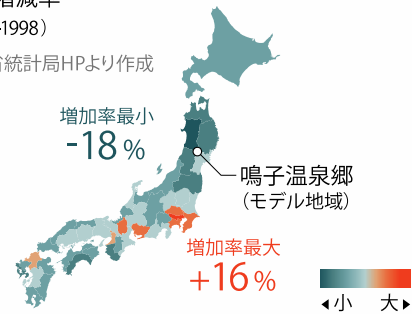 増減率
1998）
省統計局HPより作成
増加率最小
-18 %
鳴子温泉郷
（モデル地域）
増加率最大
+16 %
◀ 小 大 ▶